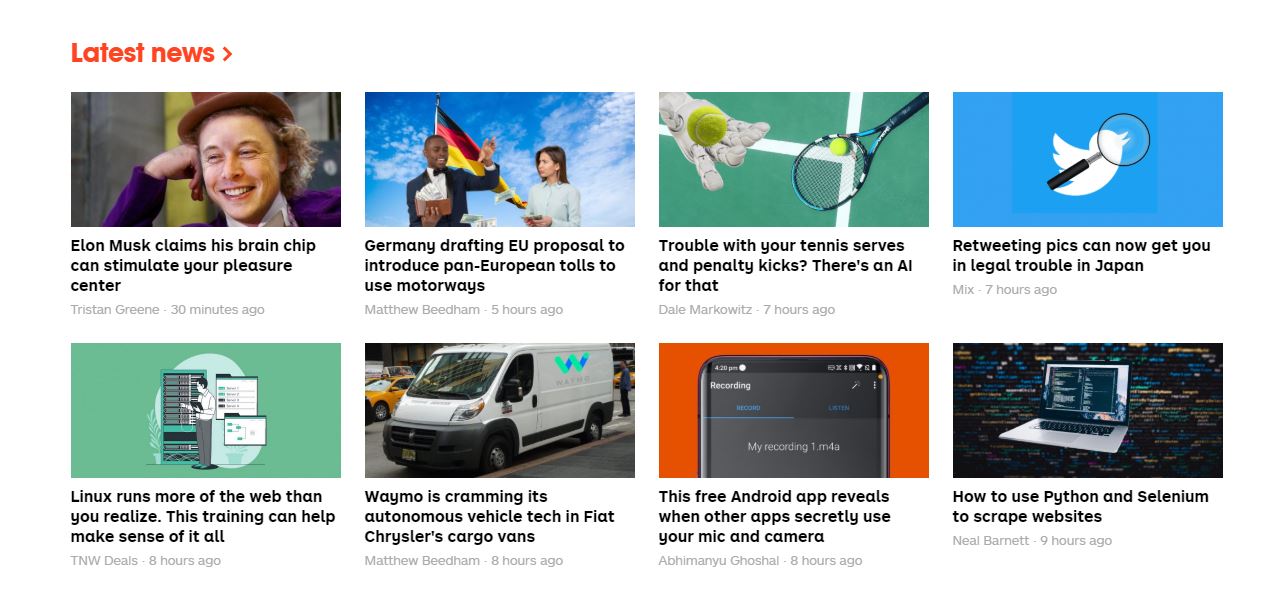 Latest news >
Elon Musk claims his brain chip
can stimulate your pleasure
center
Tristan Greene · 30 minutes ago
Germany drafting EU proposal to
introduce pan-European tolls to
use motorways
Matthew Beedham · 5 hours ago
Trouble with your tennis serves
and penalty kicks? There's an AI
for that
Dale Markowitz · 7 hours ago
Retweeting pics can now get you
in legal trouble in Japan
Mix · 7 hours ago
Linux runs more of the web than
you realize. This training can help
make sense of it all
TNW Deals · 8 hours ago
WAYMO
Waymo is cramming its
autonomous vehicle tech in Fiat
Chrysler's cargo vans
Matthew Beedham · 8 hours ago
4:20 pm
Recording
RECORD LISTEN
My recording 1.m4a
This free Android app reveals
when other apps secretly use
your mic and camera
Abhimanyu Ghoshal · 8 hours ago
How to use Python and Selenium
to scrape websites
Neal Barnett · 9 hours ago